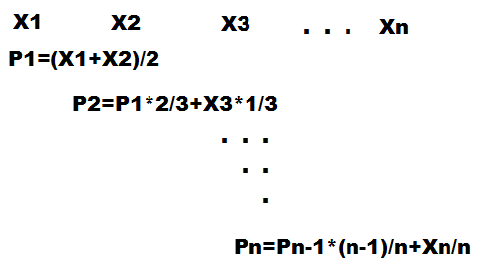 X1 X2 X3 . . . Xn
P1=(X1+X2)/2
P2=P1*2/3+X3*1/3
. . .
. .
.
Pn=Pn-1*(n-1)/n+Xn/n